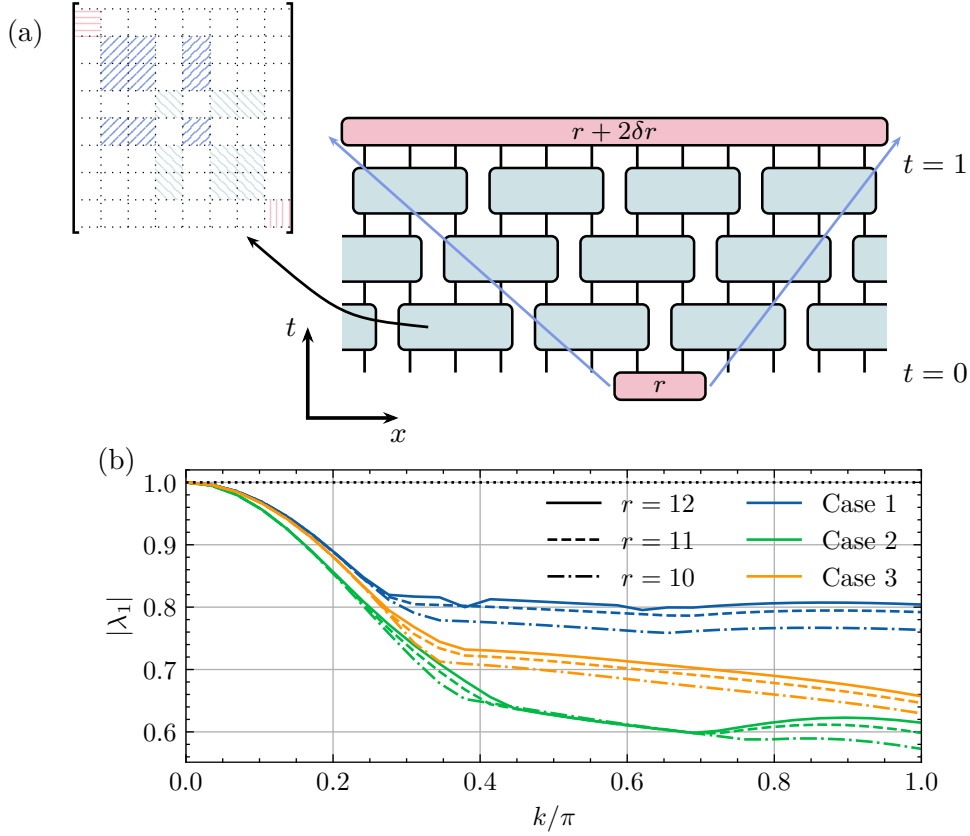 (a)
r + 2δr
t = 1
t
r
t = 0
x
(b)
1.0
0.9
0.8
0.7
0.6
|λ₁|
r = 12
r = 11
r = 10
Case 1
Case 2
Case 3
0.0 0.2 0.4 0.6 0.8 1.0
k/π